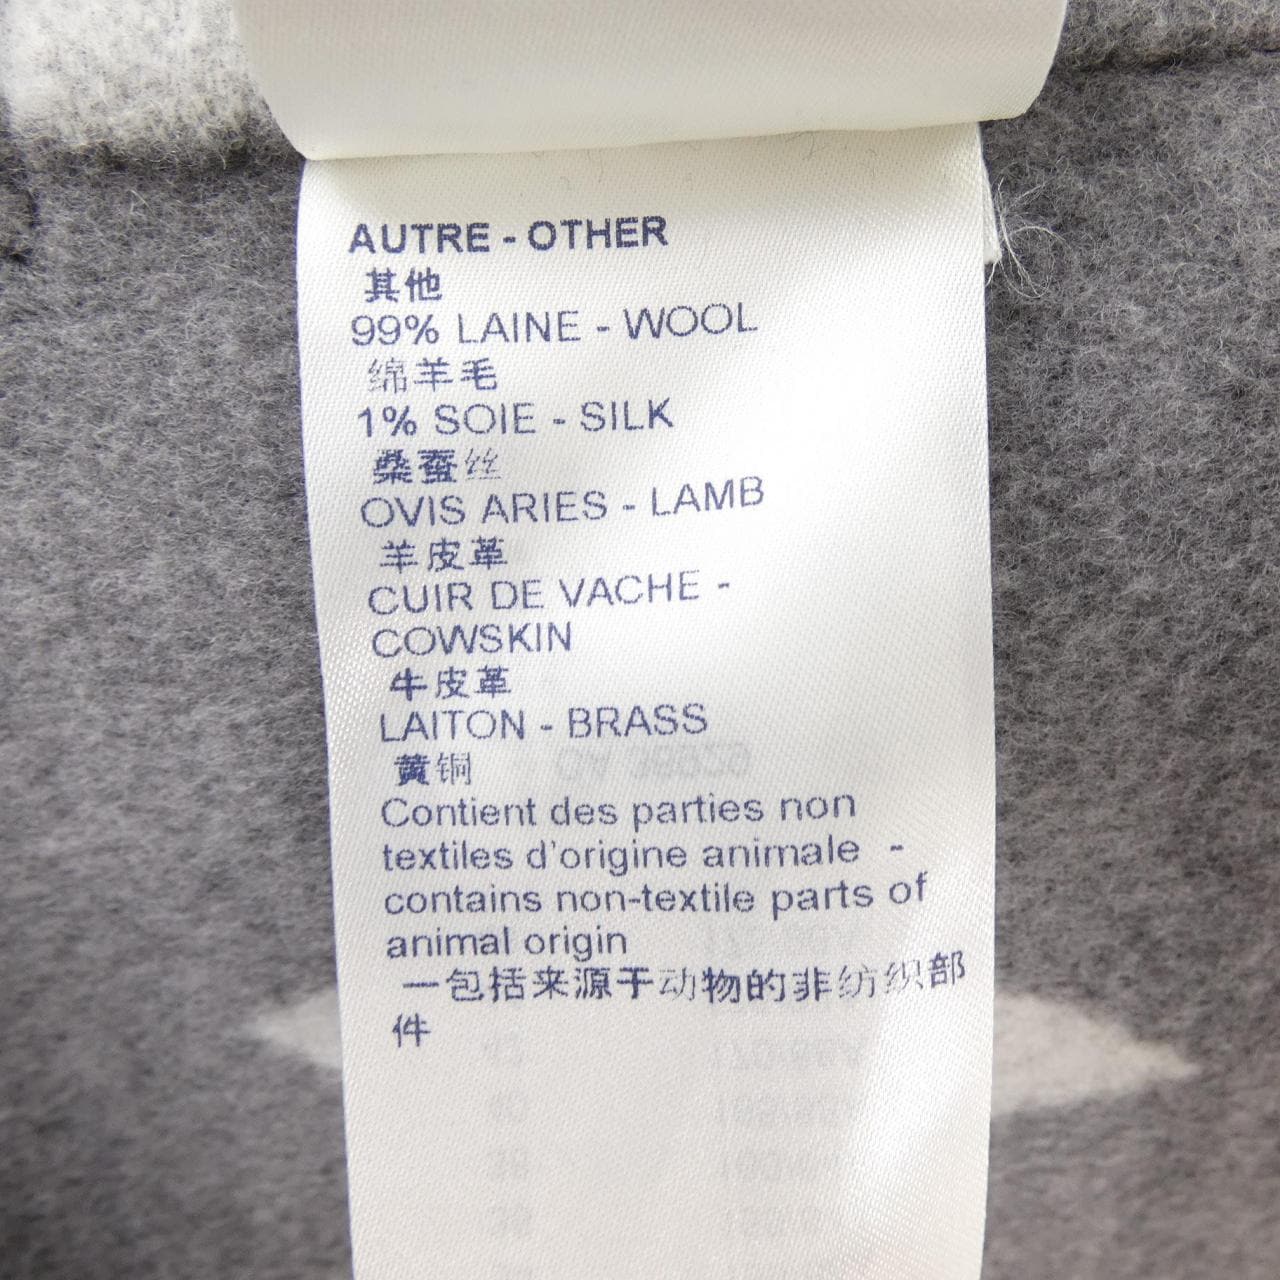 AUTRE - OTHER
其他
99% LAINE - WOOL
绵羊毛
1% SOIE - SILK
桑蚕丝
OVIS ARIES - LAMB
羊皮革
CUIR DE VACHE -
COWSKIN
牛皮革
LAITON - BRASS
黄铜
Contient des parties non
textiles d'origine animale -
contains non-textile parts of
animal origin
一包括来源于动物的非纺织部
件